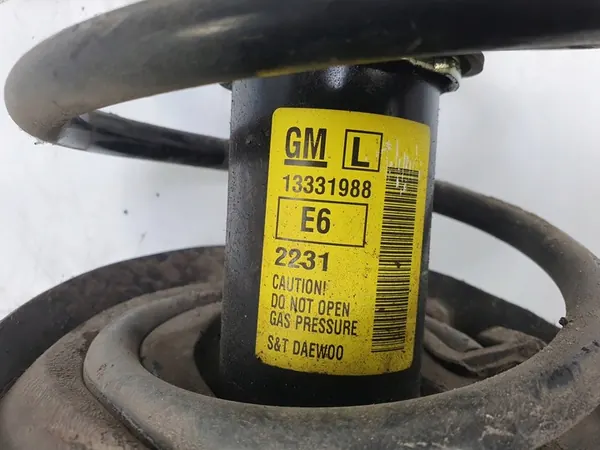 GM L
13331988
E6
2231
CAUTION!
DO NOT OPEN
GAS PRESSURE
S&T DAEWOO